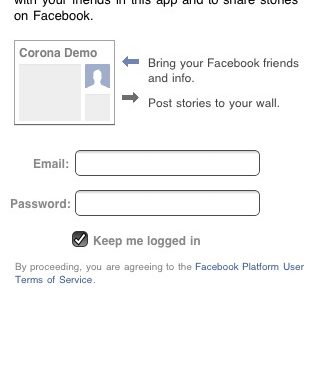 with your friends in this app and to share stories
on Facebook.
Corona Demo
Bring your Facebook friends
and info.
Post stories to your wall.
Email:
Password:
Keep me logged in
By proceeding, you are agreeing to the Facebook Platform User
Terms of Service.